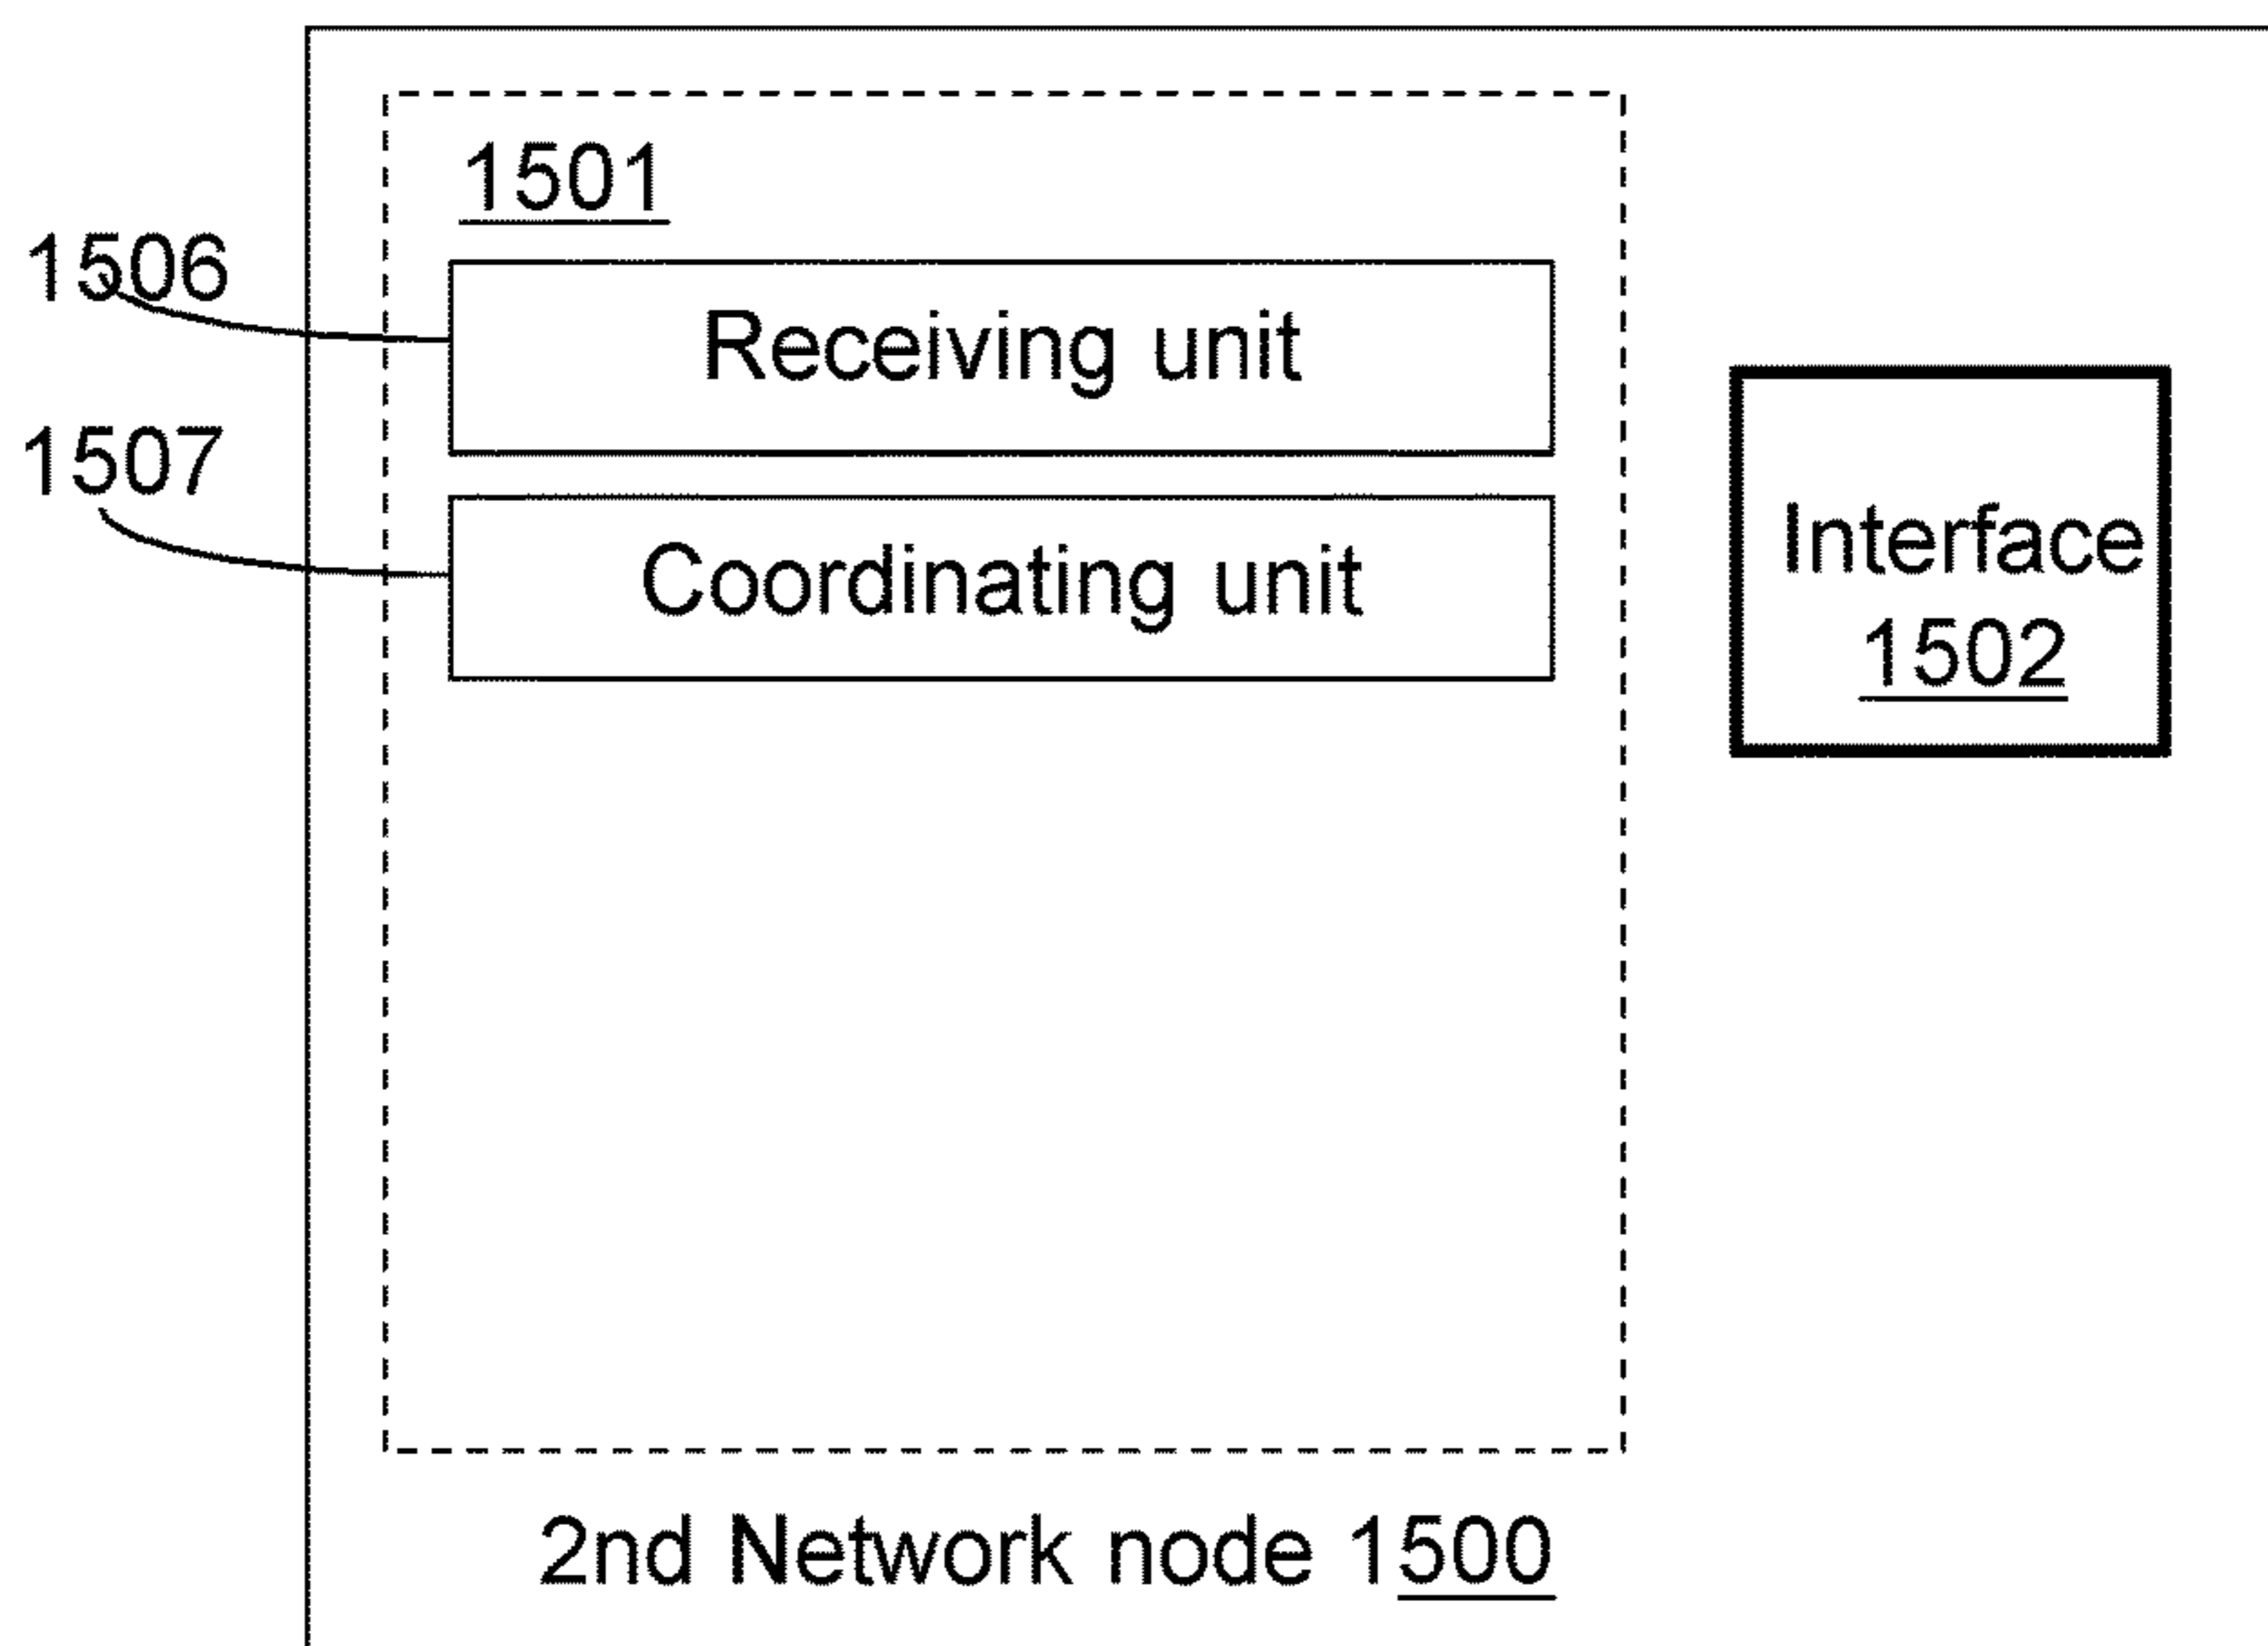 1501
1506
Receiving unit
1507
Coordinating unit
Interface
1502
2nd Network node 1500